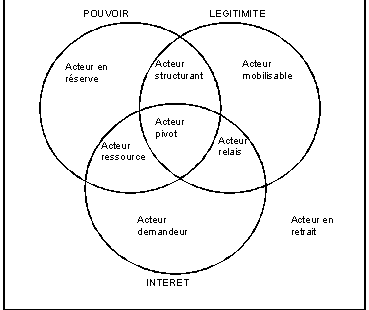 POUVOIR
LEGITIMITE
Acteur en
réserve
Acteur
structurant
Acteur
mobilisable
Acteur
pivot
Acteur
ressource
Acteur
relais
Acteur
demandeur
Acteur en
retrait
INTERET